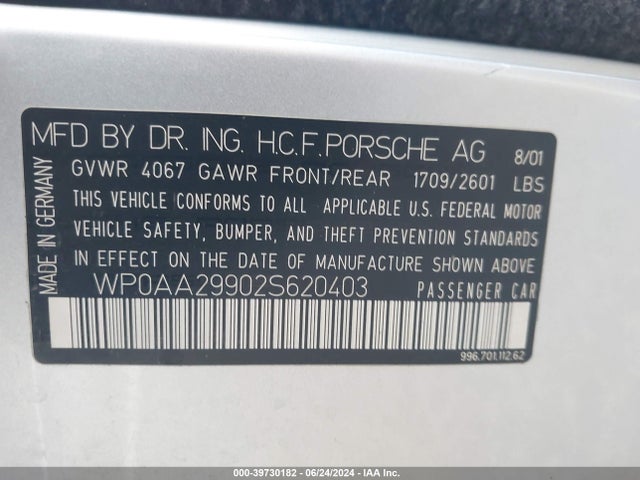 MFD BY DR. ING. H.C.F. PORSCHE AG 8/01
GVWR 4067 GAWR FRONT/REAR 1709/2601 LBS
THIS VEHICLE CONFORMS TO ALL APPLICABLE U.S. FEDERAL MOTOR
VEHICLE SAFETY, BUMPER, AND THEFT PREVENTION STANDARDS
IN EFFECT ON THE DATE OF MANUFACTURE SHOWN ABOVE
WP0AA29902S620403 PASSENGER CAR
996.701.112.62
MADE IN GERMANY
000-39730182 - 06/24/2024 - IAAI.COM